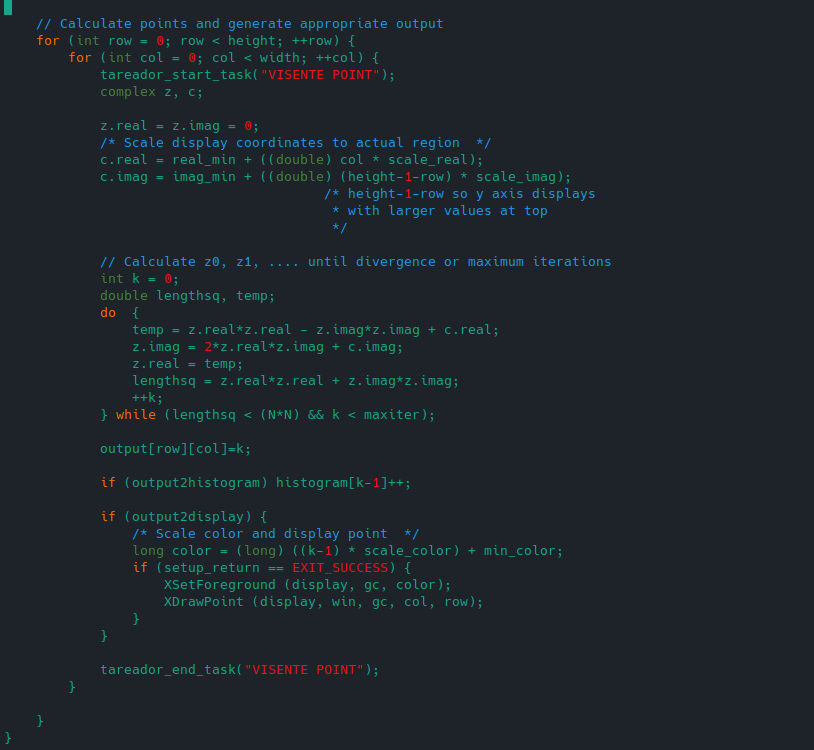 // Calculate points and generate appropriate output
for (int row = 0; row < height; ++row) {
for (int col = 0; col < width; ++col) {
tareador_start_task("VISENTE POINT");
complex z, c;
z.real = z.imag = 0;
/* Scale display coordinates to actual region  */
c.real = real_min + ((double) col * scale_real);
c.imag = imag_min + ((double) (height-1-row) * scale_imag);
/* height-1-row so y axis displays
* with larger values at top
*/
// Calculate z0, z1, .... until divergence or maximum iterations
int k = 0;
double lengthsq, temp;
do  {
temp = z.real*z.real - z.imag*z.imag + c.real;
z.imag = 2*z.real*z.imag + c.imag;
z.real = temp;
lengthsq = z.real*z.real + z.imag*z.imag;
++k;
} while (lengthsq < (N*N) && k < maxiter);
output[row][col]=k;
if (output2histogram) histogram[k-1]++;
if (output2display) {
/* Scale color and display point  */
long color = (long) ((k-1) * scale_color) + min_color;
if (setup_return == EXIT_SUCCESS) {
XSetForeground (display, gc, color);
XDrawPoint (display, win, gc, col, row);
}
}
tareador_end_task("VISENTE POINT");
}
}
}